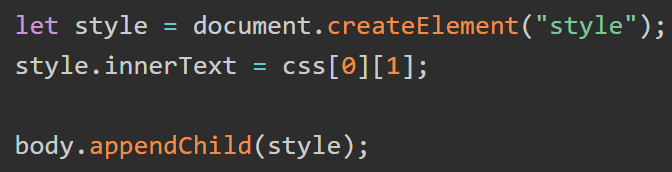 let style = document.createElement("style");
style.innerText = css[0][1];
body.appendChild(style);